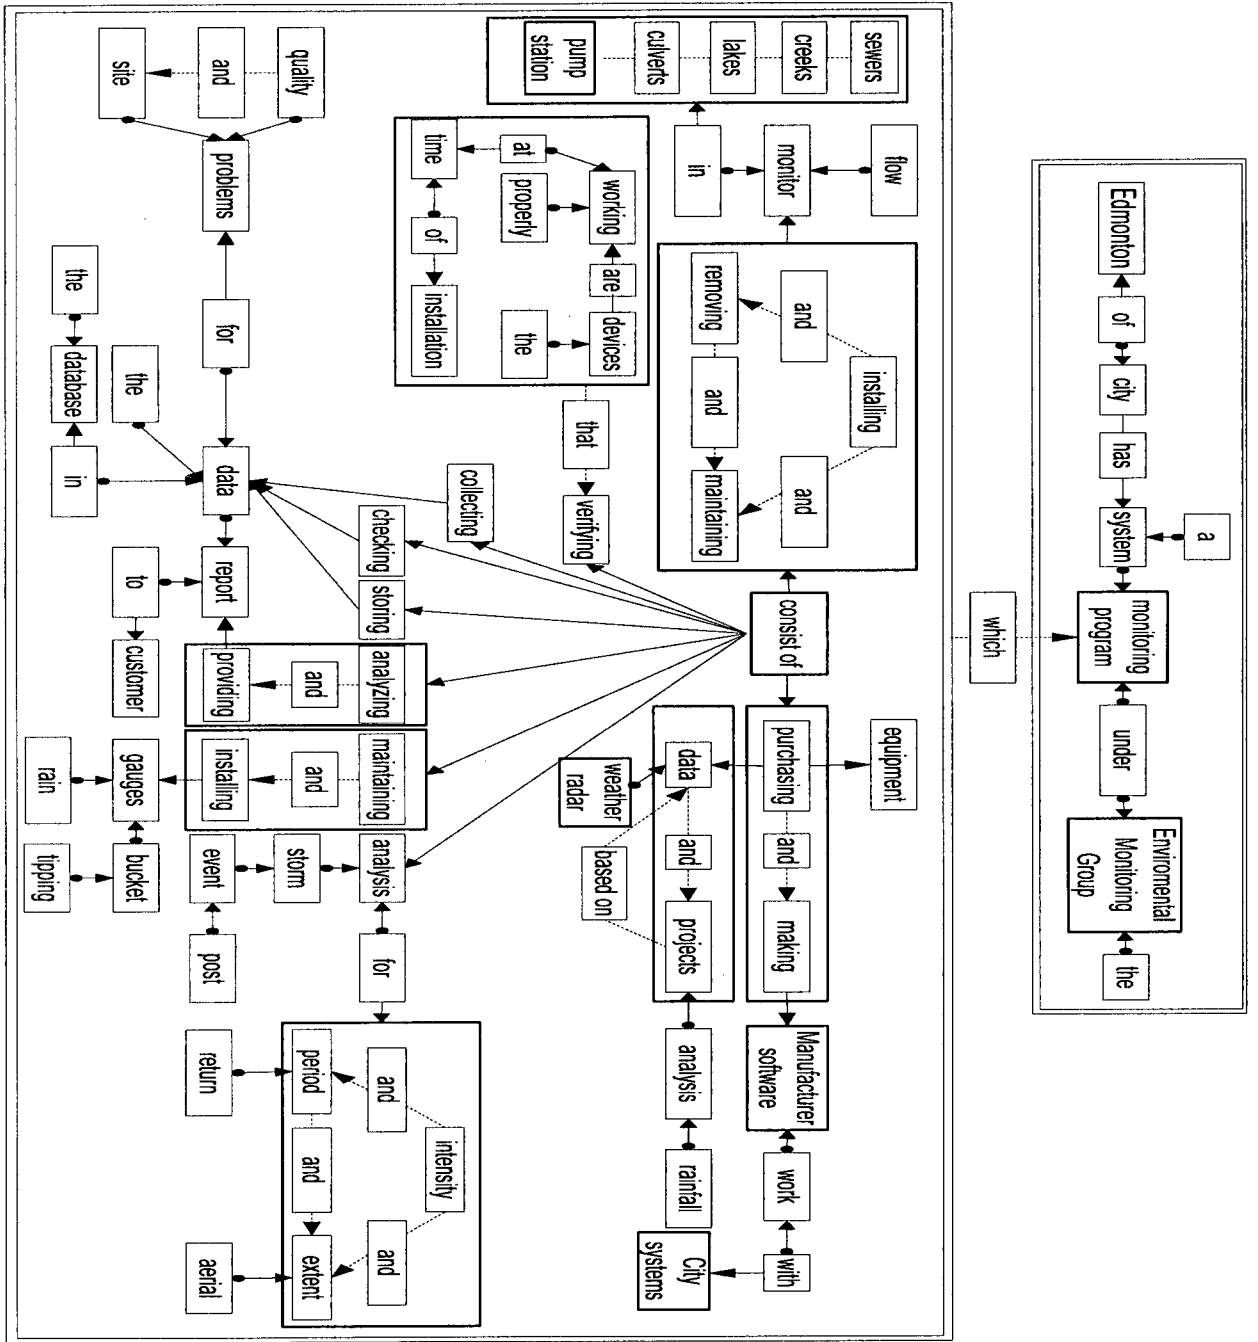 a
Edmonton
of
city
has
system
monitoring
program
under
Enviromental
Monitoring
Group
the
which
sewers
creeks
lakes
culverts
pump
station
flow
monitor
in
installing
and
and
removing
and
maintaining
consist of
equipment
purchasing
and
making
Manufacturer
software
work
with
City
systems
data
and
projects
based on
weather
radar
analysis
rainfall
working
are
devices
at
properly
the
time
of
installation
that
verifying
collecting
checking
storing
analyzing
and
providing
maintaining
and
installing
analysis
for
intensity
and
and
period
and
extent
return
aerial
storm
event
post
quality
and
site
problems
for
data
report
to
customer
gauges
rain
bucket
tipping
the
the
database
in